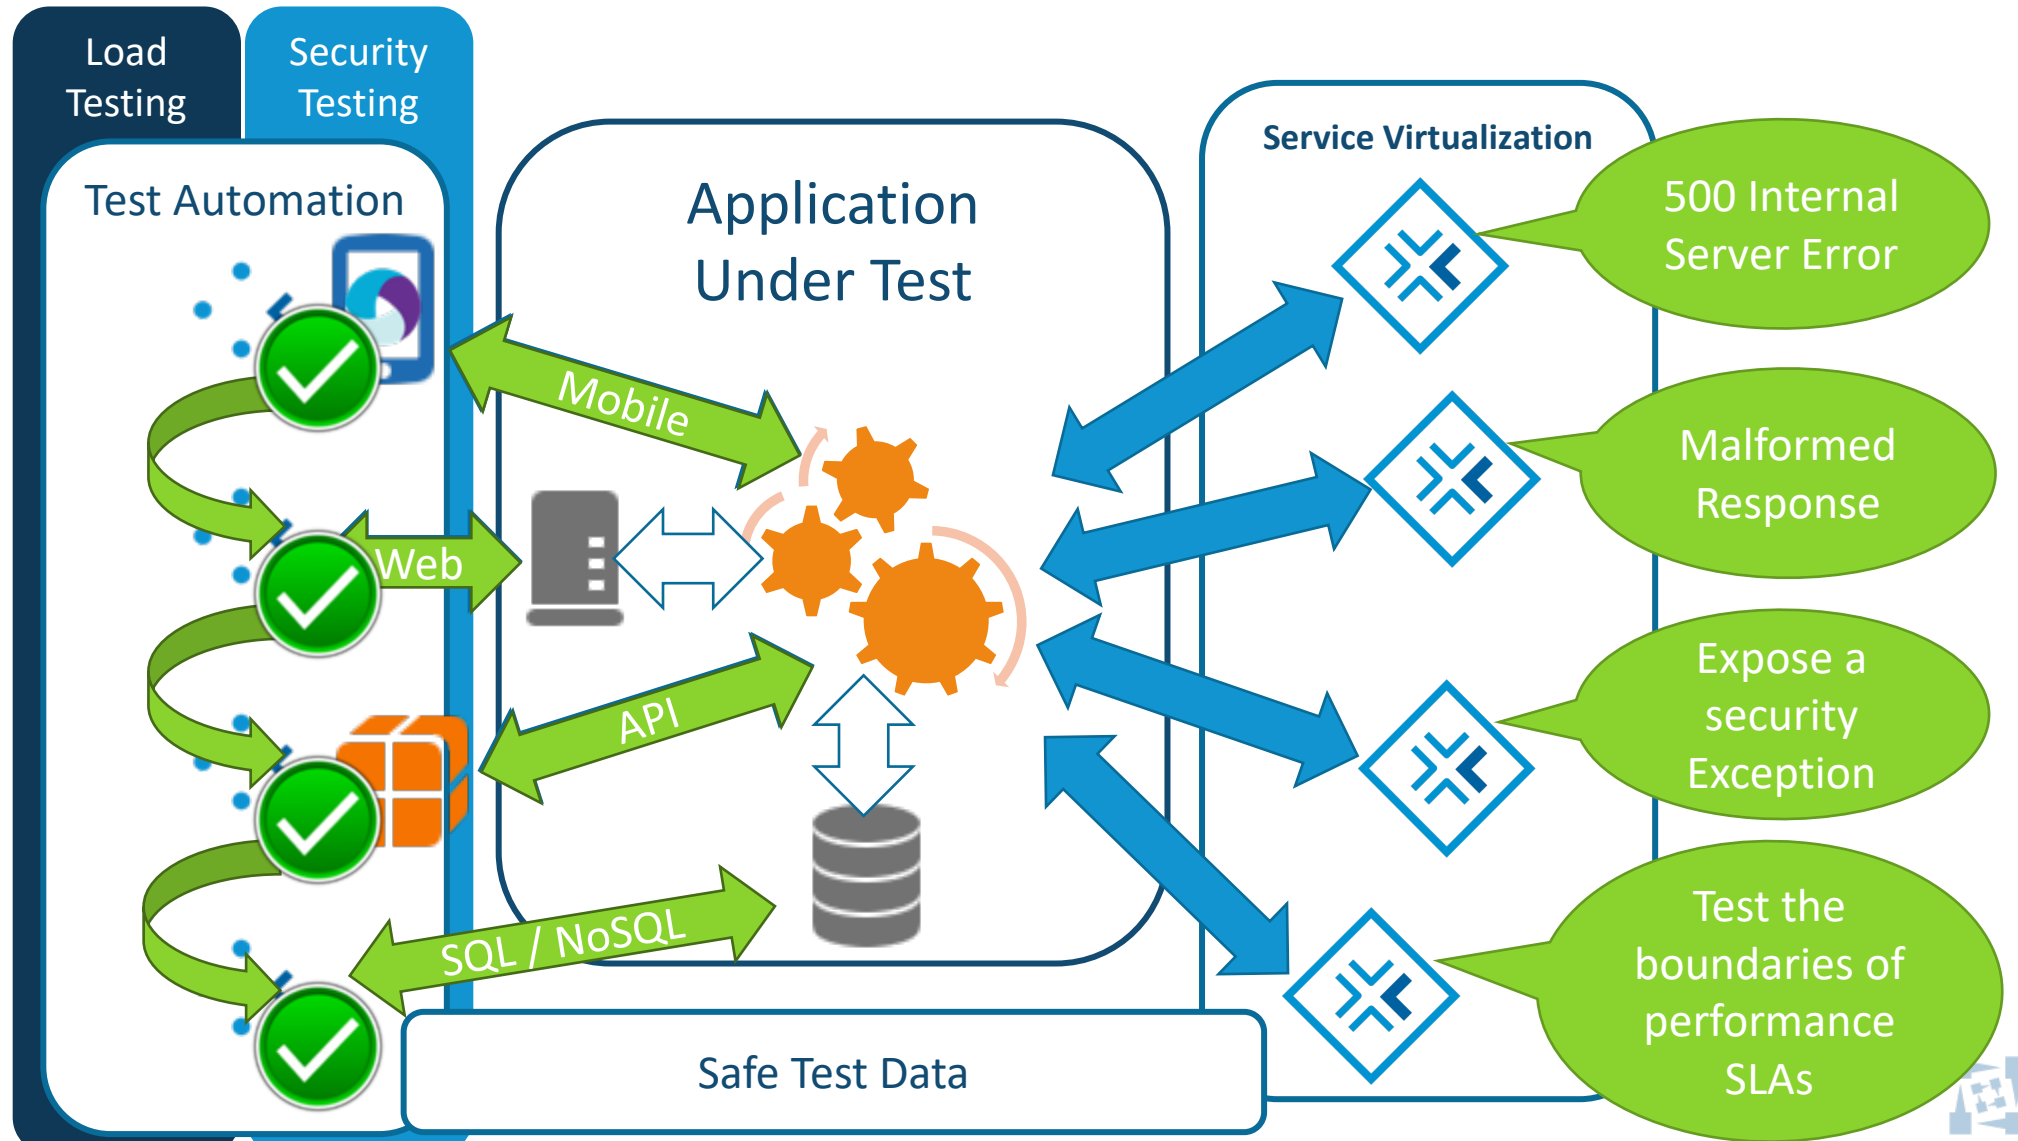 Load
Testing
Security
Testing
Test Automation
Application
Under Test
Service Virtualization
500 Internal
Server Error
Mobile
Malformed
Response
Web
Expose a
security
Exception
API
SQL / NoSQL
Test the
boundaries of
performance
SLAs
Safe Test Data